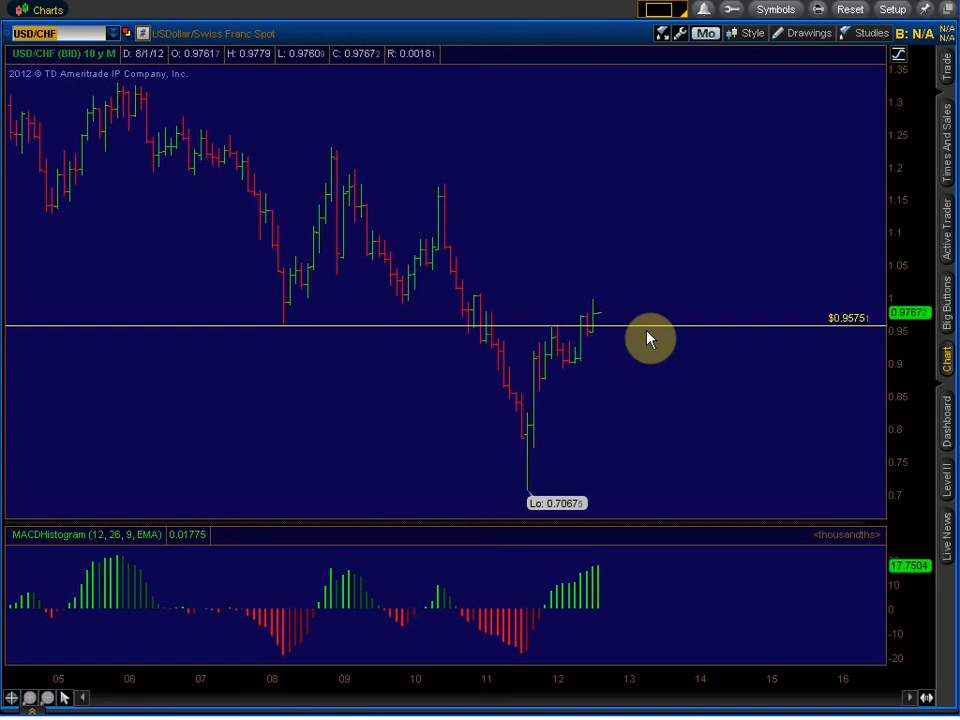 Charts
Symbols
Reset
Setup
USD/CHF
#
USDollar/Swiss Franc Spot
Mo
Style
Drawings
Studies
B: N/A
N/A
N/A
USD/CHF (BID) 10 y M
D: 8/1/12
O: 0.97617
H: 0.9779
L: 0.97609
C: 0.97672
R: 0.00181
2012 © TD Ameritrade IP Company, Inc.
1.35
1.3
1.25
1.2
1.15
1.1
1.05
1
0.97672
$0.95751
0.95
0.9
0.85
0.8
0.75
0.7
Lo: 0.70675
MACDHistogram (12, 26, 9, EMA)
0.01775
<thousandths>
17.7504
10
0
-10
-20
05
06
07
08
09
10
11
12
13
14
15
16
Trade
Times And Sales
Active Trader
Big Buttons
Chart
Dashboard
Level II
Live News